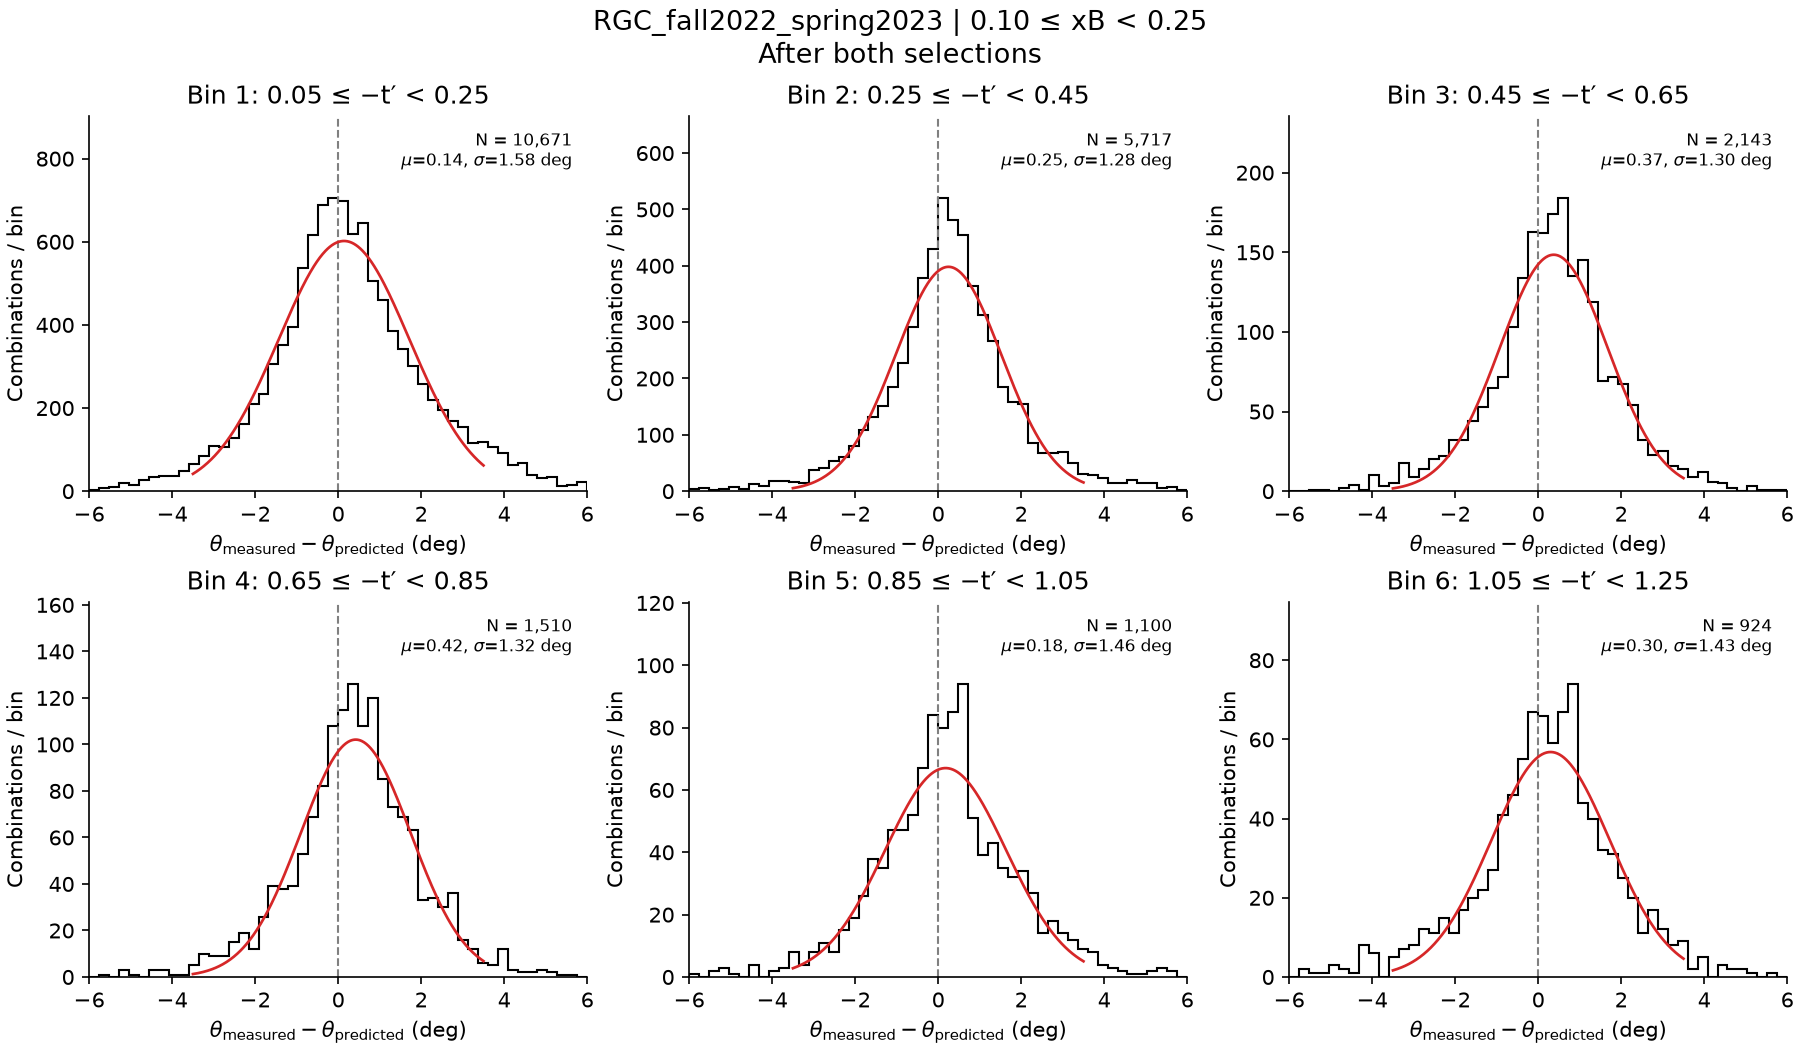 RGC_fall2022_spring2023 | 0.10 ≤ xB < 0.25
After both selections
Bin 1: 0.05 ≤ −t′ < 0.25
N = 10,671
μ=0.14, σ=1.58 deg
Combinations / bin
800
600
400
200
0
−6 −4 −2 0 2 4 6
θmeasured − θpredicted (deg)
Bin 2: 0.25 ≤ −t′ < 0.45
N = 5,717
μ=0.25, σ=1.28 deg
Combinations / bin
600
500
400
300
200
100
0
−6 −4 −2 0 2 4 6
θmeasured − θpredicted (deg)
Bin 3: 0.45 ≤ −t′ < 0.65
N = 2,143
μ=0.37, σ=1.30 deg
Combinations / bin
200
150
100
50
0
−6 −4 −2 0 2 4 6
θmeasured − θpredicted (deg)
Bin 4: 0.65 ≤ −t′ < 0.85
N = 1,510
μ=0.42, σ=1.32 deg
Combinations / bin
160
140
120
100
80
60
40
20
0
−6 −4 −2 0 2 4 6
θmeasured − θpredicted (deg)
Bin 5: 0.85 ≤ −t′ < 1.05
N = 1,100
μ=0.18, σ=1.46 deg
Combinations / bin
120
100
80
60
40
20
0
−6 −4 −2 0 2 4 6
θmeasured − θpredicted (deg)
Bin 6: 1.05 ≤ −t′ < 1.25
N = 924
μ=0.30, σ=1.43 deg
Combinations / bin
80
60
40
20
0
−6 −4 −2 0 2 4 6
θmeasured − θpredicted (deg)